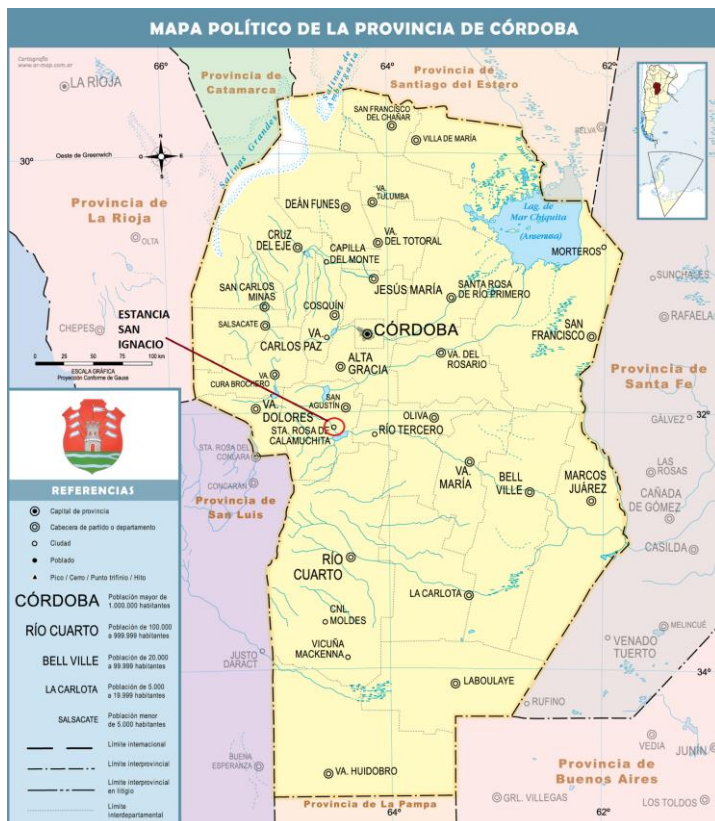 MAPA POLÍTICO DE LA PROVINCIA DE CÓRDOBA
Cartografía
www.ar-map.com.ar
66
64
62
LA RIOJA
Provincia de
Catamarca
Salinas de
Ambargasta
Provincia de
Santiago del Estero
SAN FRANCISCO
DEL CHAÑAR
VILLA DE MARÍA
SELVA
30
Oeste de Greenwich
N
S
E
Salinas Grandes
Provincia de
La Rioja
OLTA
DEÁN FUNES
VA.
TULUMBA
Lag. de
Mar Chiquita
(Ansenuza)
CRUZ
DEL EJE
VA.
DEL TOTORAL
CAPILLA
DEL MONTE
MORTEROS
JESÚS MARÍA
SANTA ROSA
DE RÍO PRIMERO
SUNCHALES
SAN CARLOS
MINAS
COSQUÍN
RAFAELA
ESTANCIA
SAN
IGNACIO
CHEPES
SALSACATE
VA.
CARLOS PAZ
CÓRDOBA
SAN
FRANCISCO
0 25 50 75 100 km
ESCALA GRÁFICA
Proyección Conforme de Gauss
ALTA
GRACIA
VA. DEL
ROSARIO
Provincia de
Santa Fe
VA.
CURA BROCHERO
SAN
AGUSTÍN
VA.
DOLORES
OLIVA
32
GÁLVEZ
STA. ROSA DE
CALAMUCHITA
RÍO TERCERO
STA. ROSA DEL
CONLARA
CONCARÁN
VA.
MARÍA
BELL
VILLE
MARCOS
JUÁREZ
LAS
ROSAS
CAÑADA
DE GÓMEZ
Provincia de
San Luis
CASILDA
RÍO
CUARTO
LA CARLOTA
MELINCUÉ
CNL.
MOLDES
VENADO
TUERTO
JUSTO
DARACT
VICUÑA
MACKENNA
34
LABOULAYE
RUFINO
VEDIA
JUNÍN
BUENA
ESPERANZA
VA. HUIDOBRO
Provincia de
Buenos Aires
Provincia de La Pampa
GRL. VILLEGAS
LOS TOLDOS
64
62
REFERENCIAS
Capital de provincia
Cabecera de partido o departamento
Ciudad
Poblado
Pico / Cerro / Punto trifinio / Hito
CÓRDOBA Población mayor de
1.000.000 habitantes
RÍO CUARTO Población de 100.000
a 999.999 habitantes
BELL VILLE Población de 20.000
a 99.999 habitantes
LA CARLOTA Población de 5.000
a 19.999 habitantes
SALSACATE Población menor
de 5.000 habitantes
Límite internacional
Límite interprovincial
Límite interprovincial
en litigio
Límite
interdepartamental